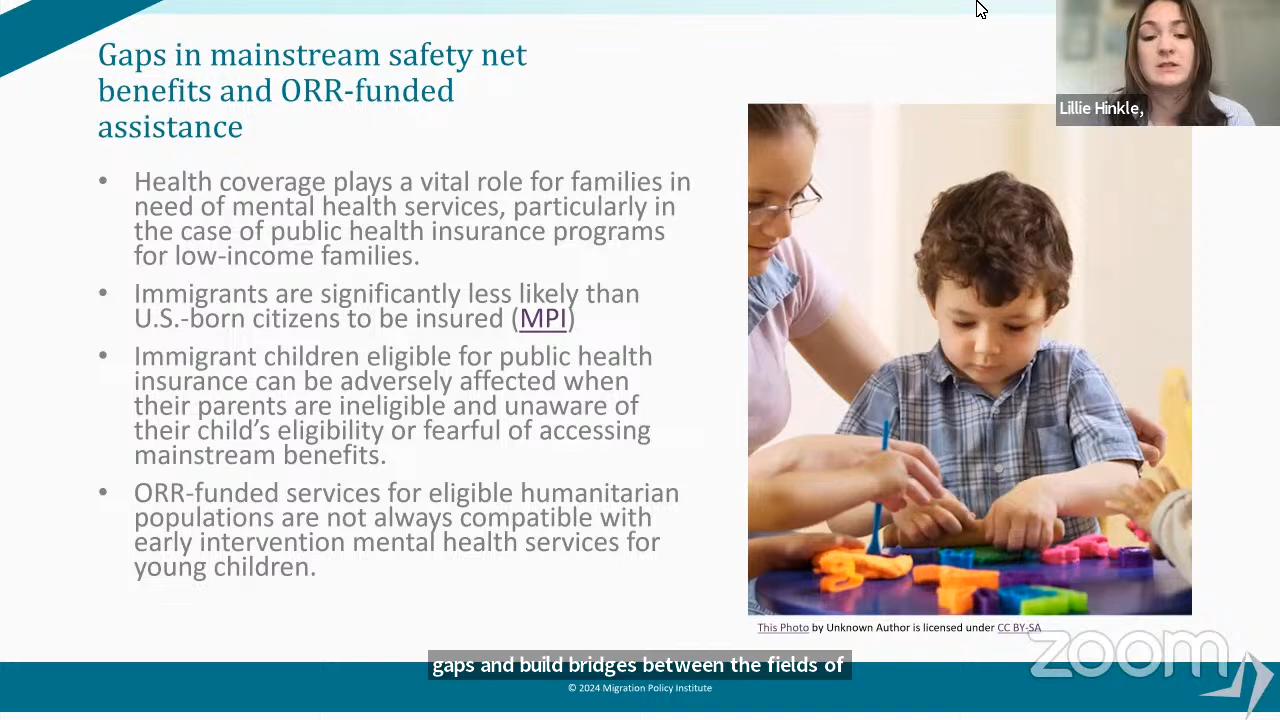 Gaps in mainstream safety net
benefits and ORR-funded
assistance
Lillie Hinkle,
• Health coverage plays a vital role for families in
need of mental health services, particularly in
the case of public health insurance programs
for low-income families.
• Immigrants are significantly less likely than
U.S.-born citizens to be insured (MPI)
• Immigrant children eligible for public health
insurance can be adversely affected when
their parents are ineligible and unaware of
their child’s eligibility or fearful of accessing
mainstream benefits.
• ORR-funded services for eligible humanitarian
populations are not always compatible with
early intervention mental health services for
young children.
This Photo by Unknown Author is licensed under CC BY-SA
zoom
gaps and build bridges between the fields of
© 2024 Migration Policy Institute